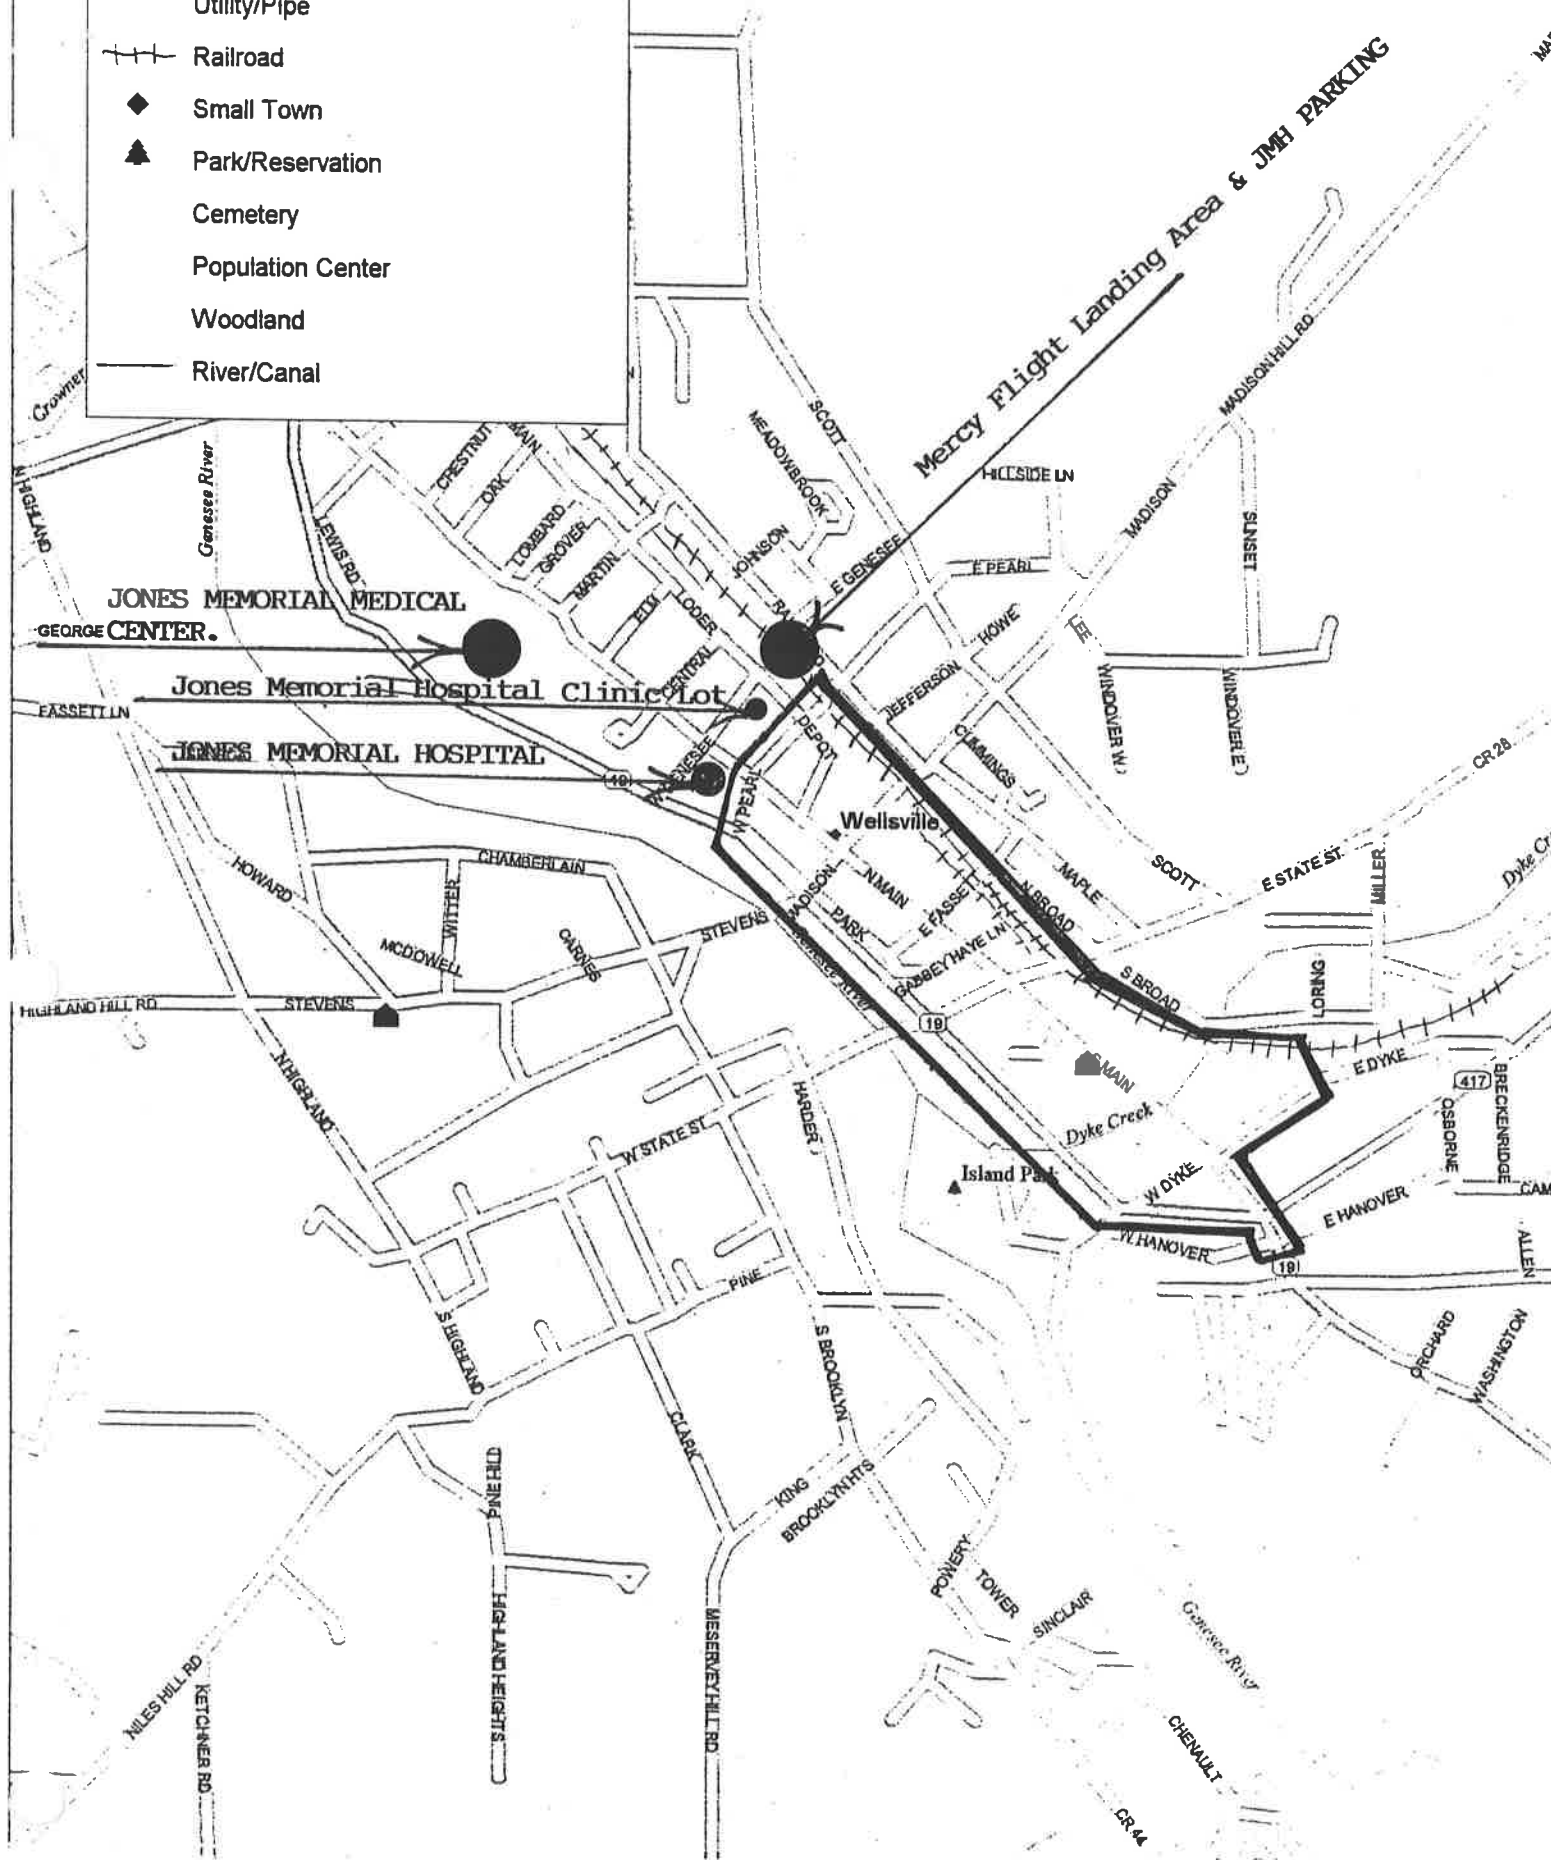 Utility/Pipe
Railroad
Small Town
Park/Reservation
Cemetery
Population Center
Woodland
River/Canal
Mercy Flight Landing Area & JMH PARKING
Crowner
N HIGHLAND
Genesee River
LEWIS RD
CHESTNUT
MAIN
OAK
LOMBARD
GROVER
MARTIN
ELM
LODER
CENTRAL
SCOTT
MEADOWBROOK
JOHNSON
E GENESEE
HILLSIDE LN
E PEARL
MADISON
MADISON HILL RD
SUNSET
HOWE
LEE
JEFFERSON
WINDOVER W
WINDOVER E
JONES MEMORIAL MEDICAL
GEORGE CENTER.
Jones Memorial Hospital Clinic Lot
FASSETT LN
JONES MEMORIAL HOSPITAL
19
W GENESEE
W PEARL
DEPOT
CUMMINGS
CR 28
Wellsville
MADISON
N MAIN
PARK
E FASSET
GABBEY HAYE LN
N BROAD
MAPLE
SCOTT
E STATE ST
MILLER
Dyke Cr
HOWARD
CHAMBERLAIN
WITTER
MCDOWELL
CARNES
STEVENS
Genesee River
HIGHLAND HILL RD
STEVENS
19
S BROAD
LORING
S MAIN
E DYKE
417
BRECKENRIDGE
OSBORNE
N HIGHLAND
HARDER
W STATE ST
Dyke Creek
Island Park
W DYKE
W HANOVER
E HANOVER
CAM
ALLEN
19
PINE
S HIGHLAND
S BROOKLYN
ORCHARD
WASHINGTON
CLARK
PINE HILL
KING
BROOKLYN HTS
POWERY
TOWER
SINCLAIR
Genesee River
HIGHLAND HEIGHTS
MESERVEY HILL RD
NILES HILL RD
KETCHNER RD
CHENAULT
CR 44